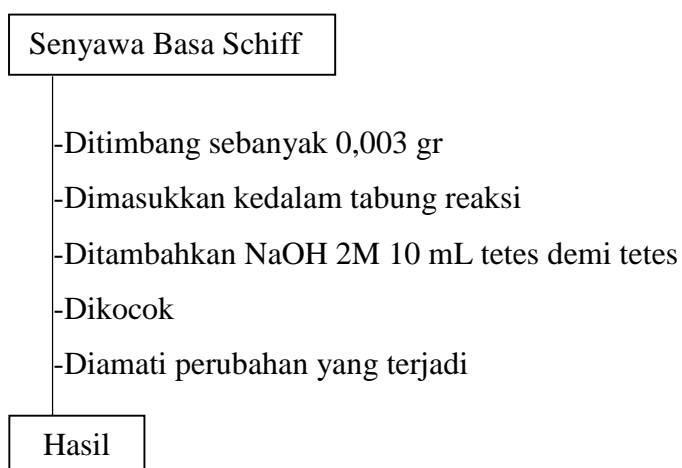 Senyawa Basa Schiff
-Ditimbang sebanyak 0,003 gr
-Dimasukkan kedalam tabung reaksi
-Ditambahkan NaOH 2M 10 mL tetes demi tetes
-Dikocok
-Diamati perubahan yang terjadi
Hasil